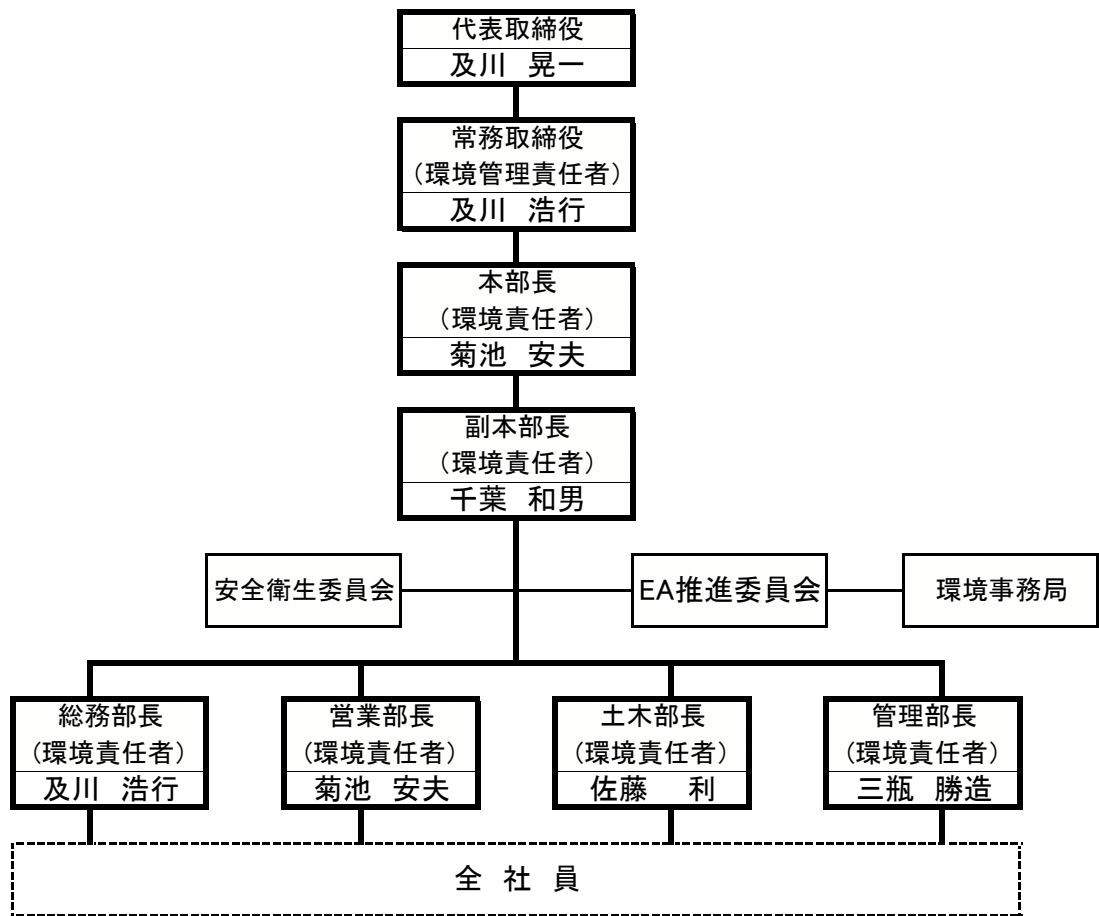 代表取締役
及川 晃一
常務取締役
（環境管理責任者）
及川 浩行
本部長
（環境責任者）
菊池 安夫
副本部長
（環境責任者）
千葉 和男
安全衛生委員会
EA推進委員会
環境事務局
総務部長
（環境責任者）
及川 浩行
営業部長
（環境責任者）
菊池 安夫
土木部長
（環境責任者）
佐藤 利
管理部長
（環境責任者）
三瓶 勝造
全 社 員